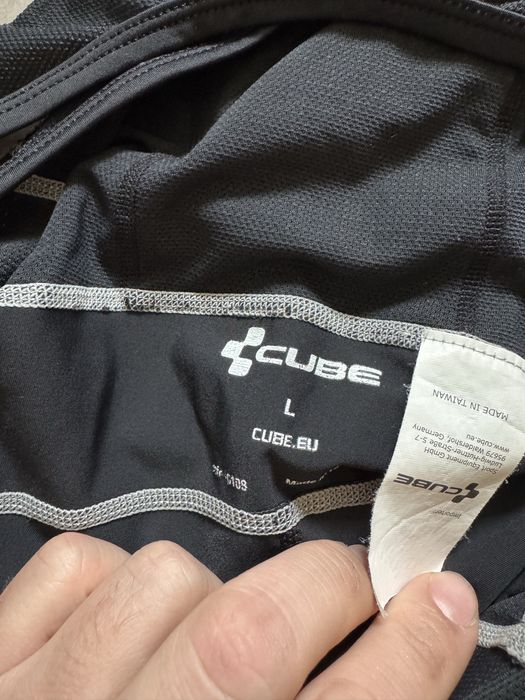 CUBE
L
CUBE.EU
Made
Importer:
CUBE
Sport Equipment GmbH
Ludwig-Hüttner-Straße 5-7
95679 Waldershof, Germany
www.cube.eu
MADE IN TAIWAN